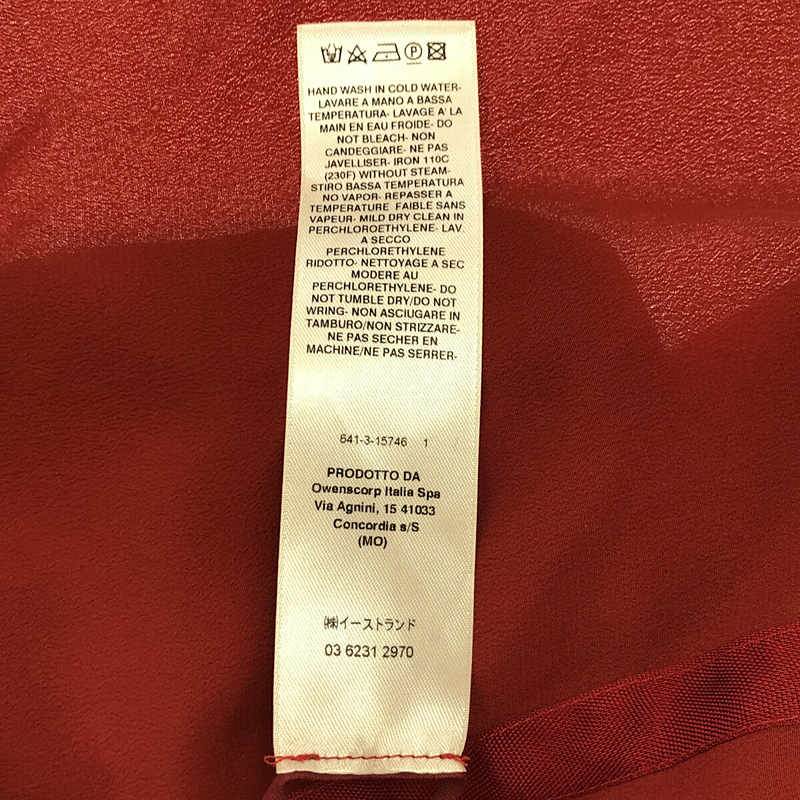 HAND WASH IN COLD WATER-
LAVARE A MANO A BASSA
TEMPERATURA- LAVAGE A' LA
MAIN EN EAU FROIDE- DO
NOT BLEACH- NON
CANDEGGIARE- NE PAS
JAVELLISER- IRON 110C
(230F) WITHOUT STEAM-
STIRO BASSA TEMPERATURA
NO VAPOR- REPASSER A
TEMPERATURE FAIBLE SANS
VAPEUR- MILD DRY CLEAN IN
PERCHLOROETHYLENE- LAV.
A SECCO
PERCHLORETHYLENE
RIDOTTO- NETTOYAGE A SEC
MODERE AU
PERCHLORETHYLENE- DO
NOT TUMBLE DRY/DO NOT
WRING- NON ASCIUGARE IN
TAMBURO/NON STRIZZARE-
NE PAS SECHER EN
MACHINE/NE PAS SERRER-
641-3-15746 1
PRODOTTO DA
Owenscorp Italia Spa
Via Agnini, 15 41033
Concordia s/S
(MO)
㈱イーストランド
03 6231 2970